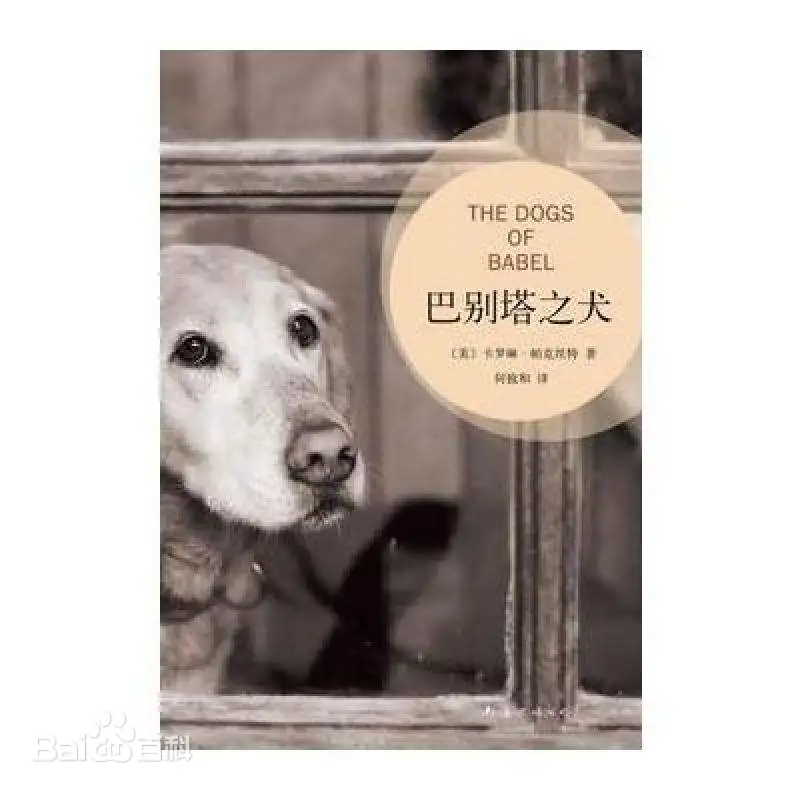 THE DOGS
OF
BABEL
巴别塔之犬
〔美〕卡罗琳·帕克丝特 著
何致和 译
Baidu百科